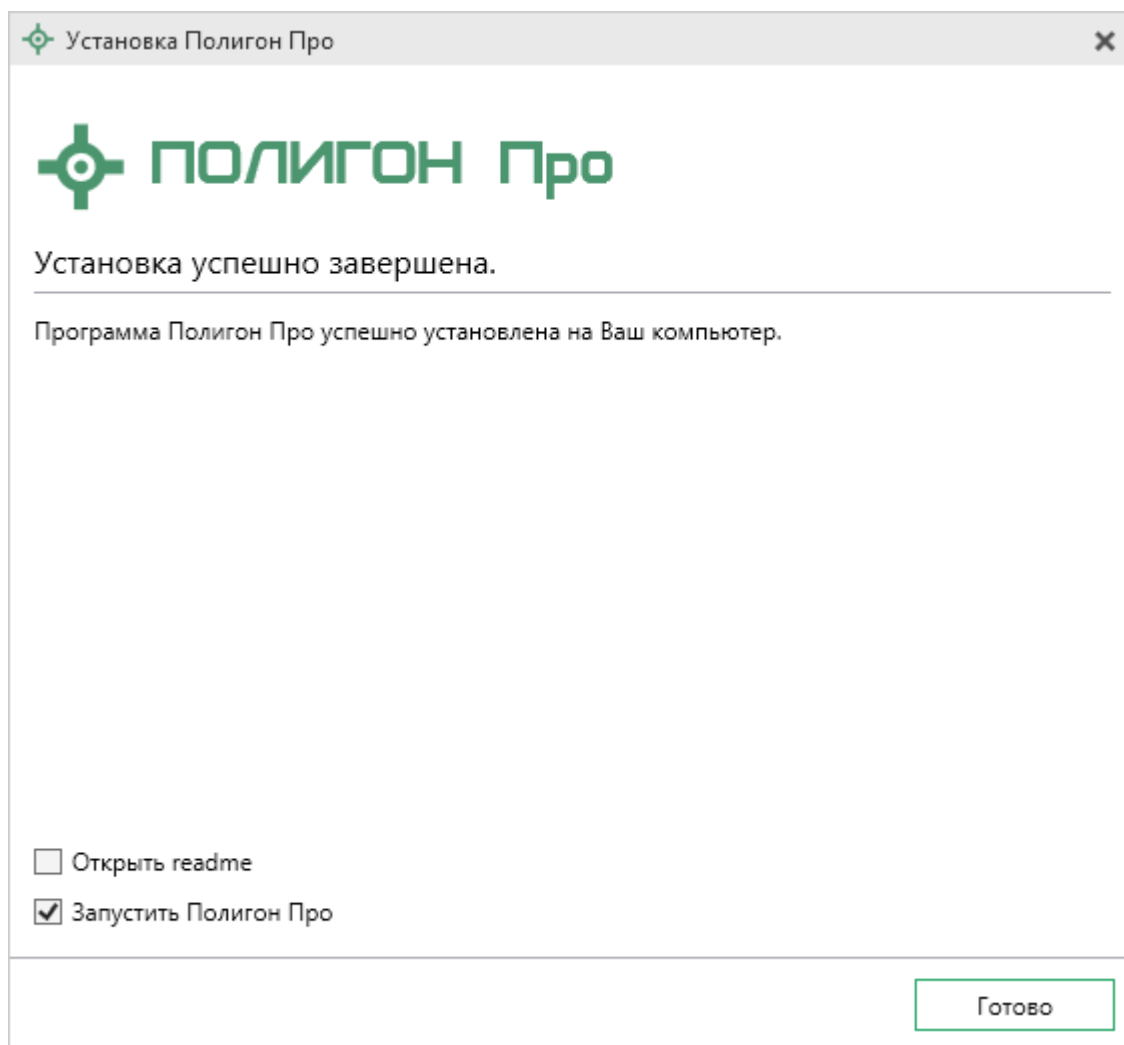 Установка Полигон Про
ПОЛИГОН Про
Установка успешно завершена.
Программа Полигон Про успешно установлена на Ваш компьютер.
Открыть readme
Запустить Полигон Про
Готово